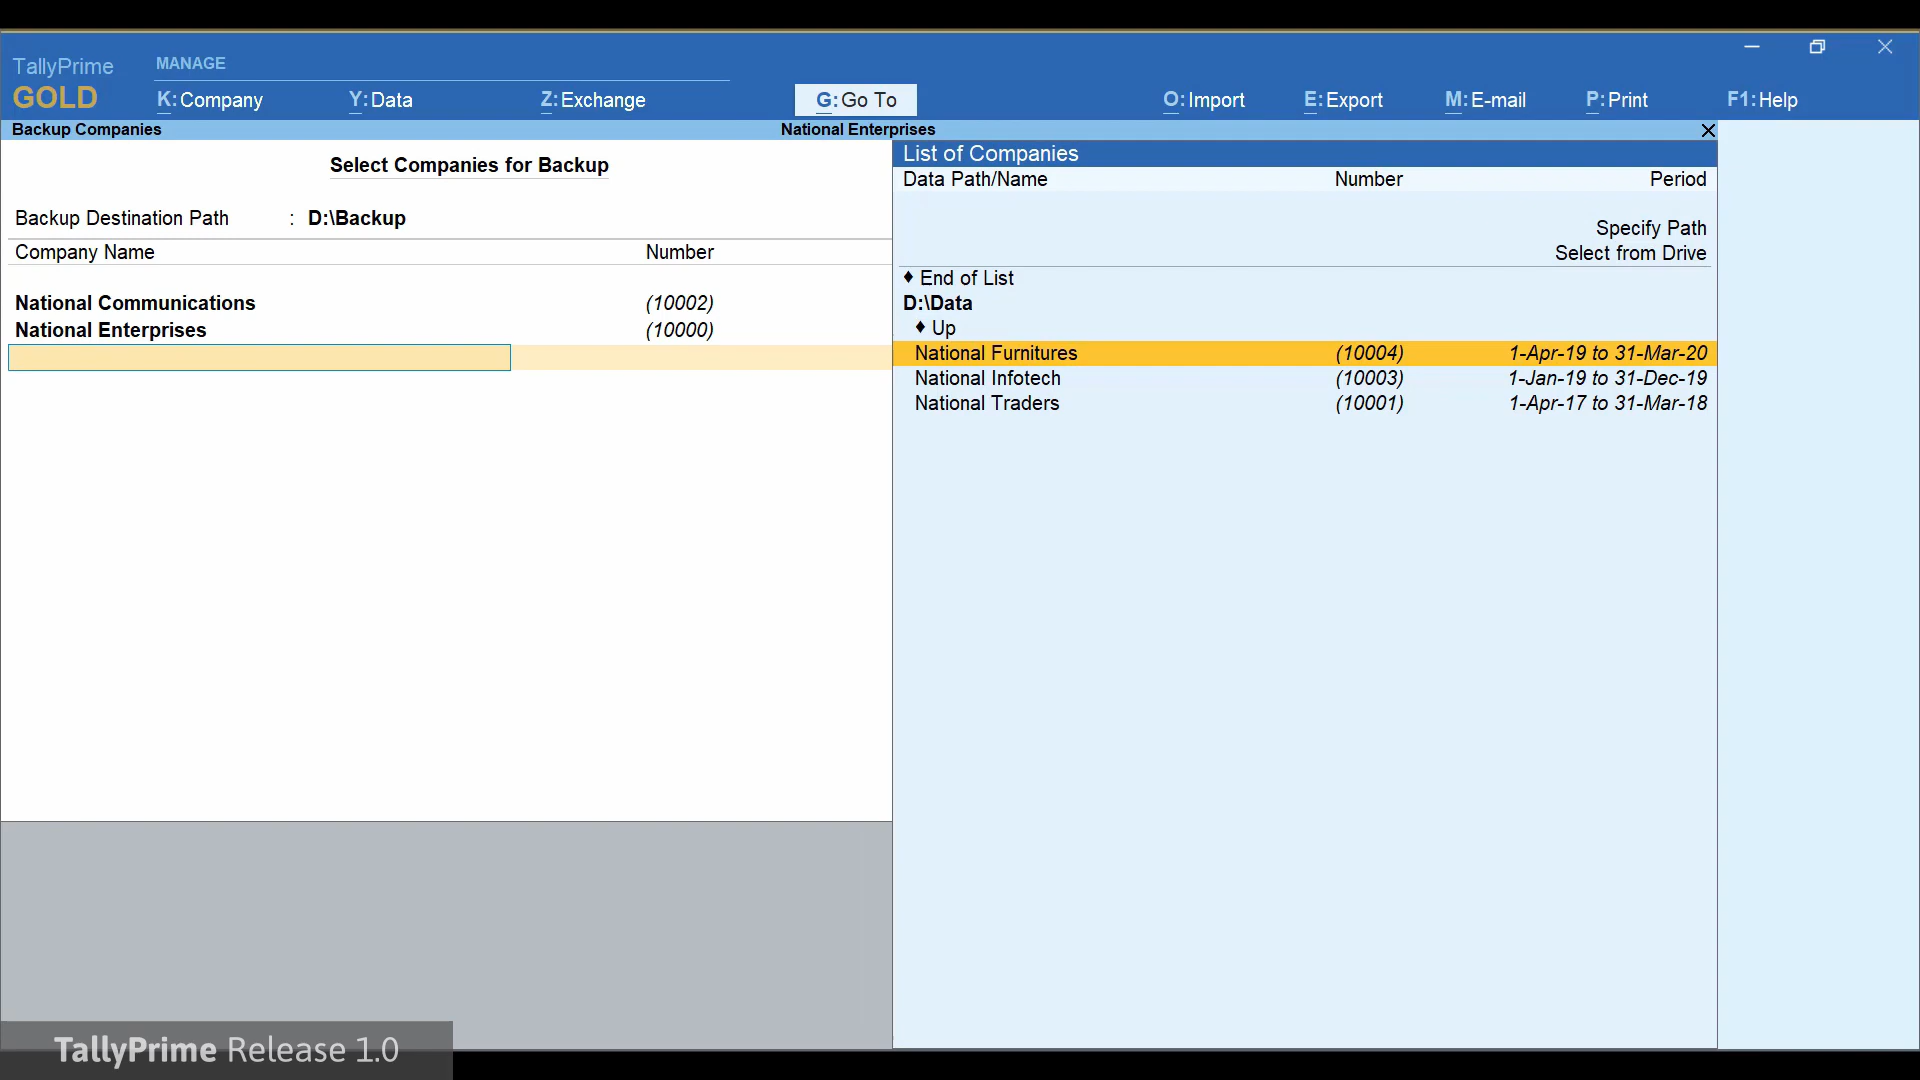 TallyPrime
GOLD
MANAGE
K:Company
Y:Data
Z:Exchange
G:Go To
O:Import
E:Export
M:E-mail
P:Print
F1:Help
Backup Companies
National Enterprises
Select Companies for Backup
Backup Destination Path : D:\Backup
Company Name Number
National Communications (10002)
National Enterprises (10000)
List of Companies
Data Path/Name Number Period
Specify Path
Select from Drive
♦ End of List
D:\Data
♦ Up
National Furnitures (10004) 1-Apr-19 to 31-Mar-20
National Infotech (10003) 1-Jan-19 to 31-Dec-19
National Traders (10001) 1-Apr-17 to 31-Mar-18
TallyPrime Release 1.0